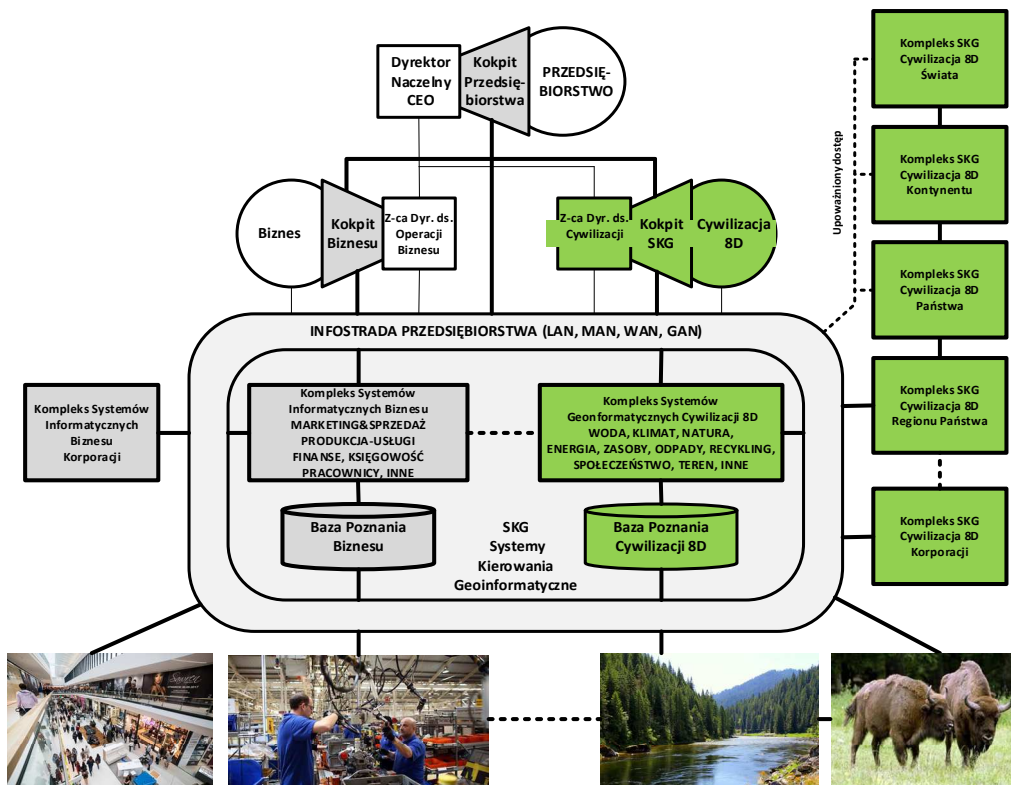 Dyrektor
Naczelny
CEO
Kokpit
Przedsię-
biorstwa
PRZEDSIĘ-
BIORSTWO
Biznes
Kokpit
Biznesu
Z-ca Dyr. ds.
Operacji
Biznesu
Z-ca Dyr. ds.
Cywilizacji
Kokpit
SKG
Cywilizacja
8D
Upoważniony dostęp
Kompleks SKG
Cywilizacja 8D
Świata
Kompleks SKG
Cywilizacja 8D
Kontynentu
Kompleks SKG
Cywilizacja 8D
Państwa
Kompleks SKG
Cywilizacja 8D
Regionu Państwa
Kompleks SKG
Cywilizacja 8D
Korporacji
INFOSTRADA PRZEDSIĘBIORSTWA (LAN, MAN, WAN, GAN)
Kompleks Systemów
Informatycznych
Biznesu
Korporacji
Kompleks Systemów
Informatycznych Biznesu
MARKETING&SPRZEDAŻ
PRODUKCJA-USŁUGI
FINANSE, KSIĘGOWOŚĆ
PRACOWNICY, INNE
Kompleks Systemów
Geoinformatycznych Cywilizacji 8D
WODA, KLIMAT, NATURA,
ENERGIA, ZASOBY, ODPADY, RECYKLING,
SPOŁECZEŃSTWO, TEREN, INNE
Baza Poznania
Biznesu
SKG
Systemy
Kierowania
Geoinformatyczne
Baza Poznania
Cywilizacji 8D